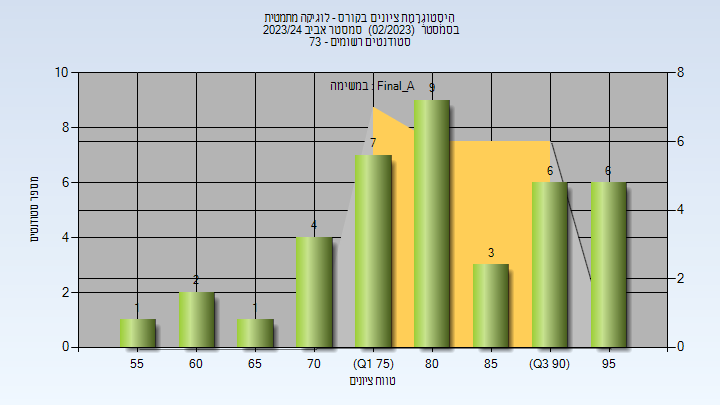 היסטוגרמת ציונים בקורס - לוגיקה מתמטית
בסמסטר (02/2023) סמסטר אביב 2023/24
סטודנטים רשומים - 73
במשימה : Final_A
10 8 6 4 2 0
מספר סטודנטים
8 6 4 2 0
1 2 1 4 7 9 3 6 6
55 60 65 70 (Q1 75) 80 85 (Q3 90) 95
טווח ציונים